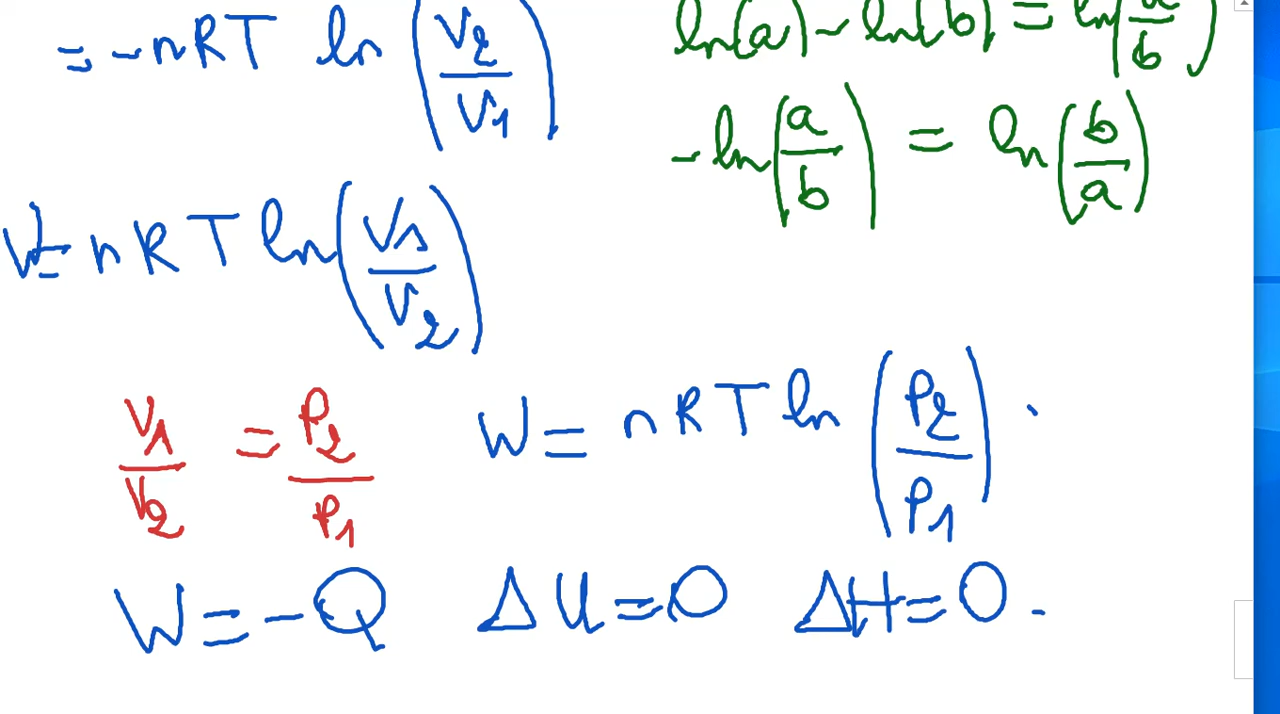 = -nRT ln(V2/V1)
ln(a) - ln(b) = ln(a/b)
-ln(a/b) = ln(b/a)
W = nRT ln(V1/V2)
V1/V2 = P2/P1
W = nRT ln(P2/P1).
W = -Q ΔU = 0 ΔH = 0.